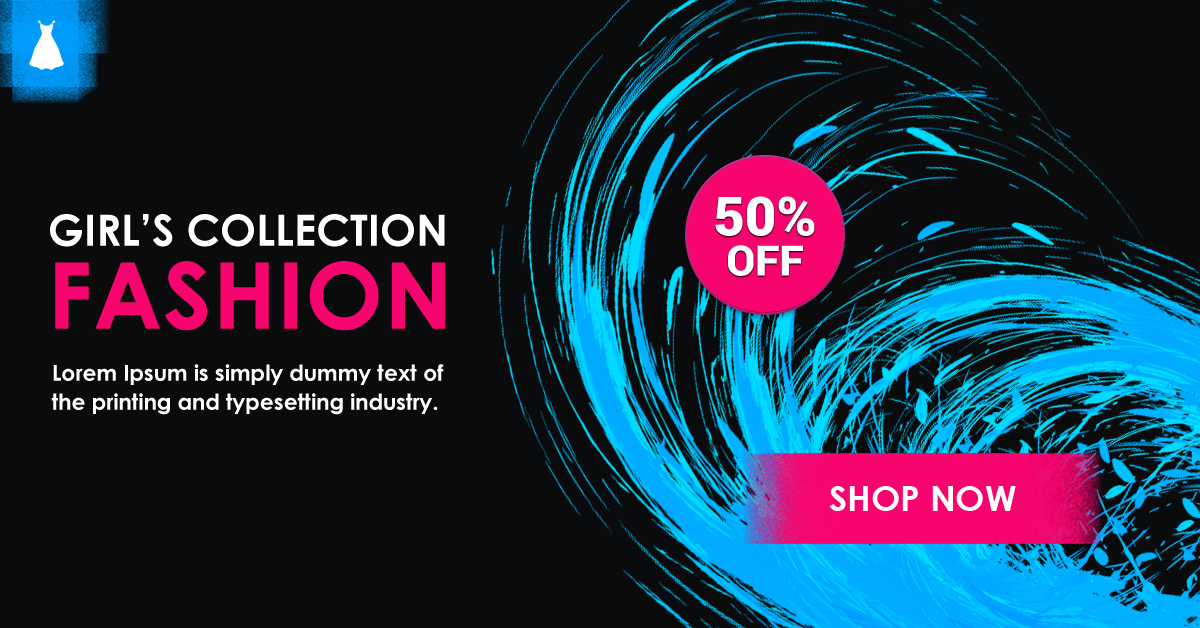 GIRL’S COLLECTION
FASHION
Lorem Ipsum is simply dummy text of
the printing and typesetting industry.
50%
OFF
SHOP NOW